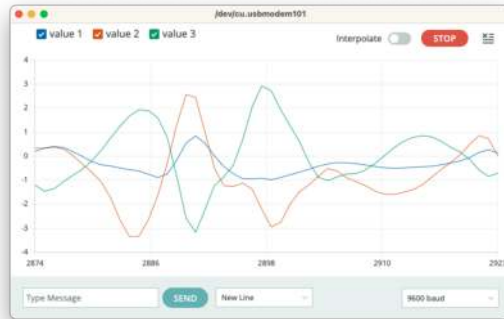 /dev/cu.usbmodem101
value 1 value 2 value 3 Interpolate STOP
4
3
2
1
0
-1
-2
-3
-4
2874 2886 2898 2910 2923
Type Message SEND New Line 9600 baud